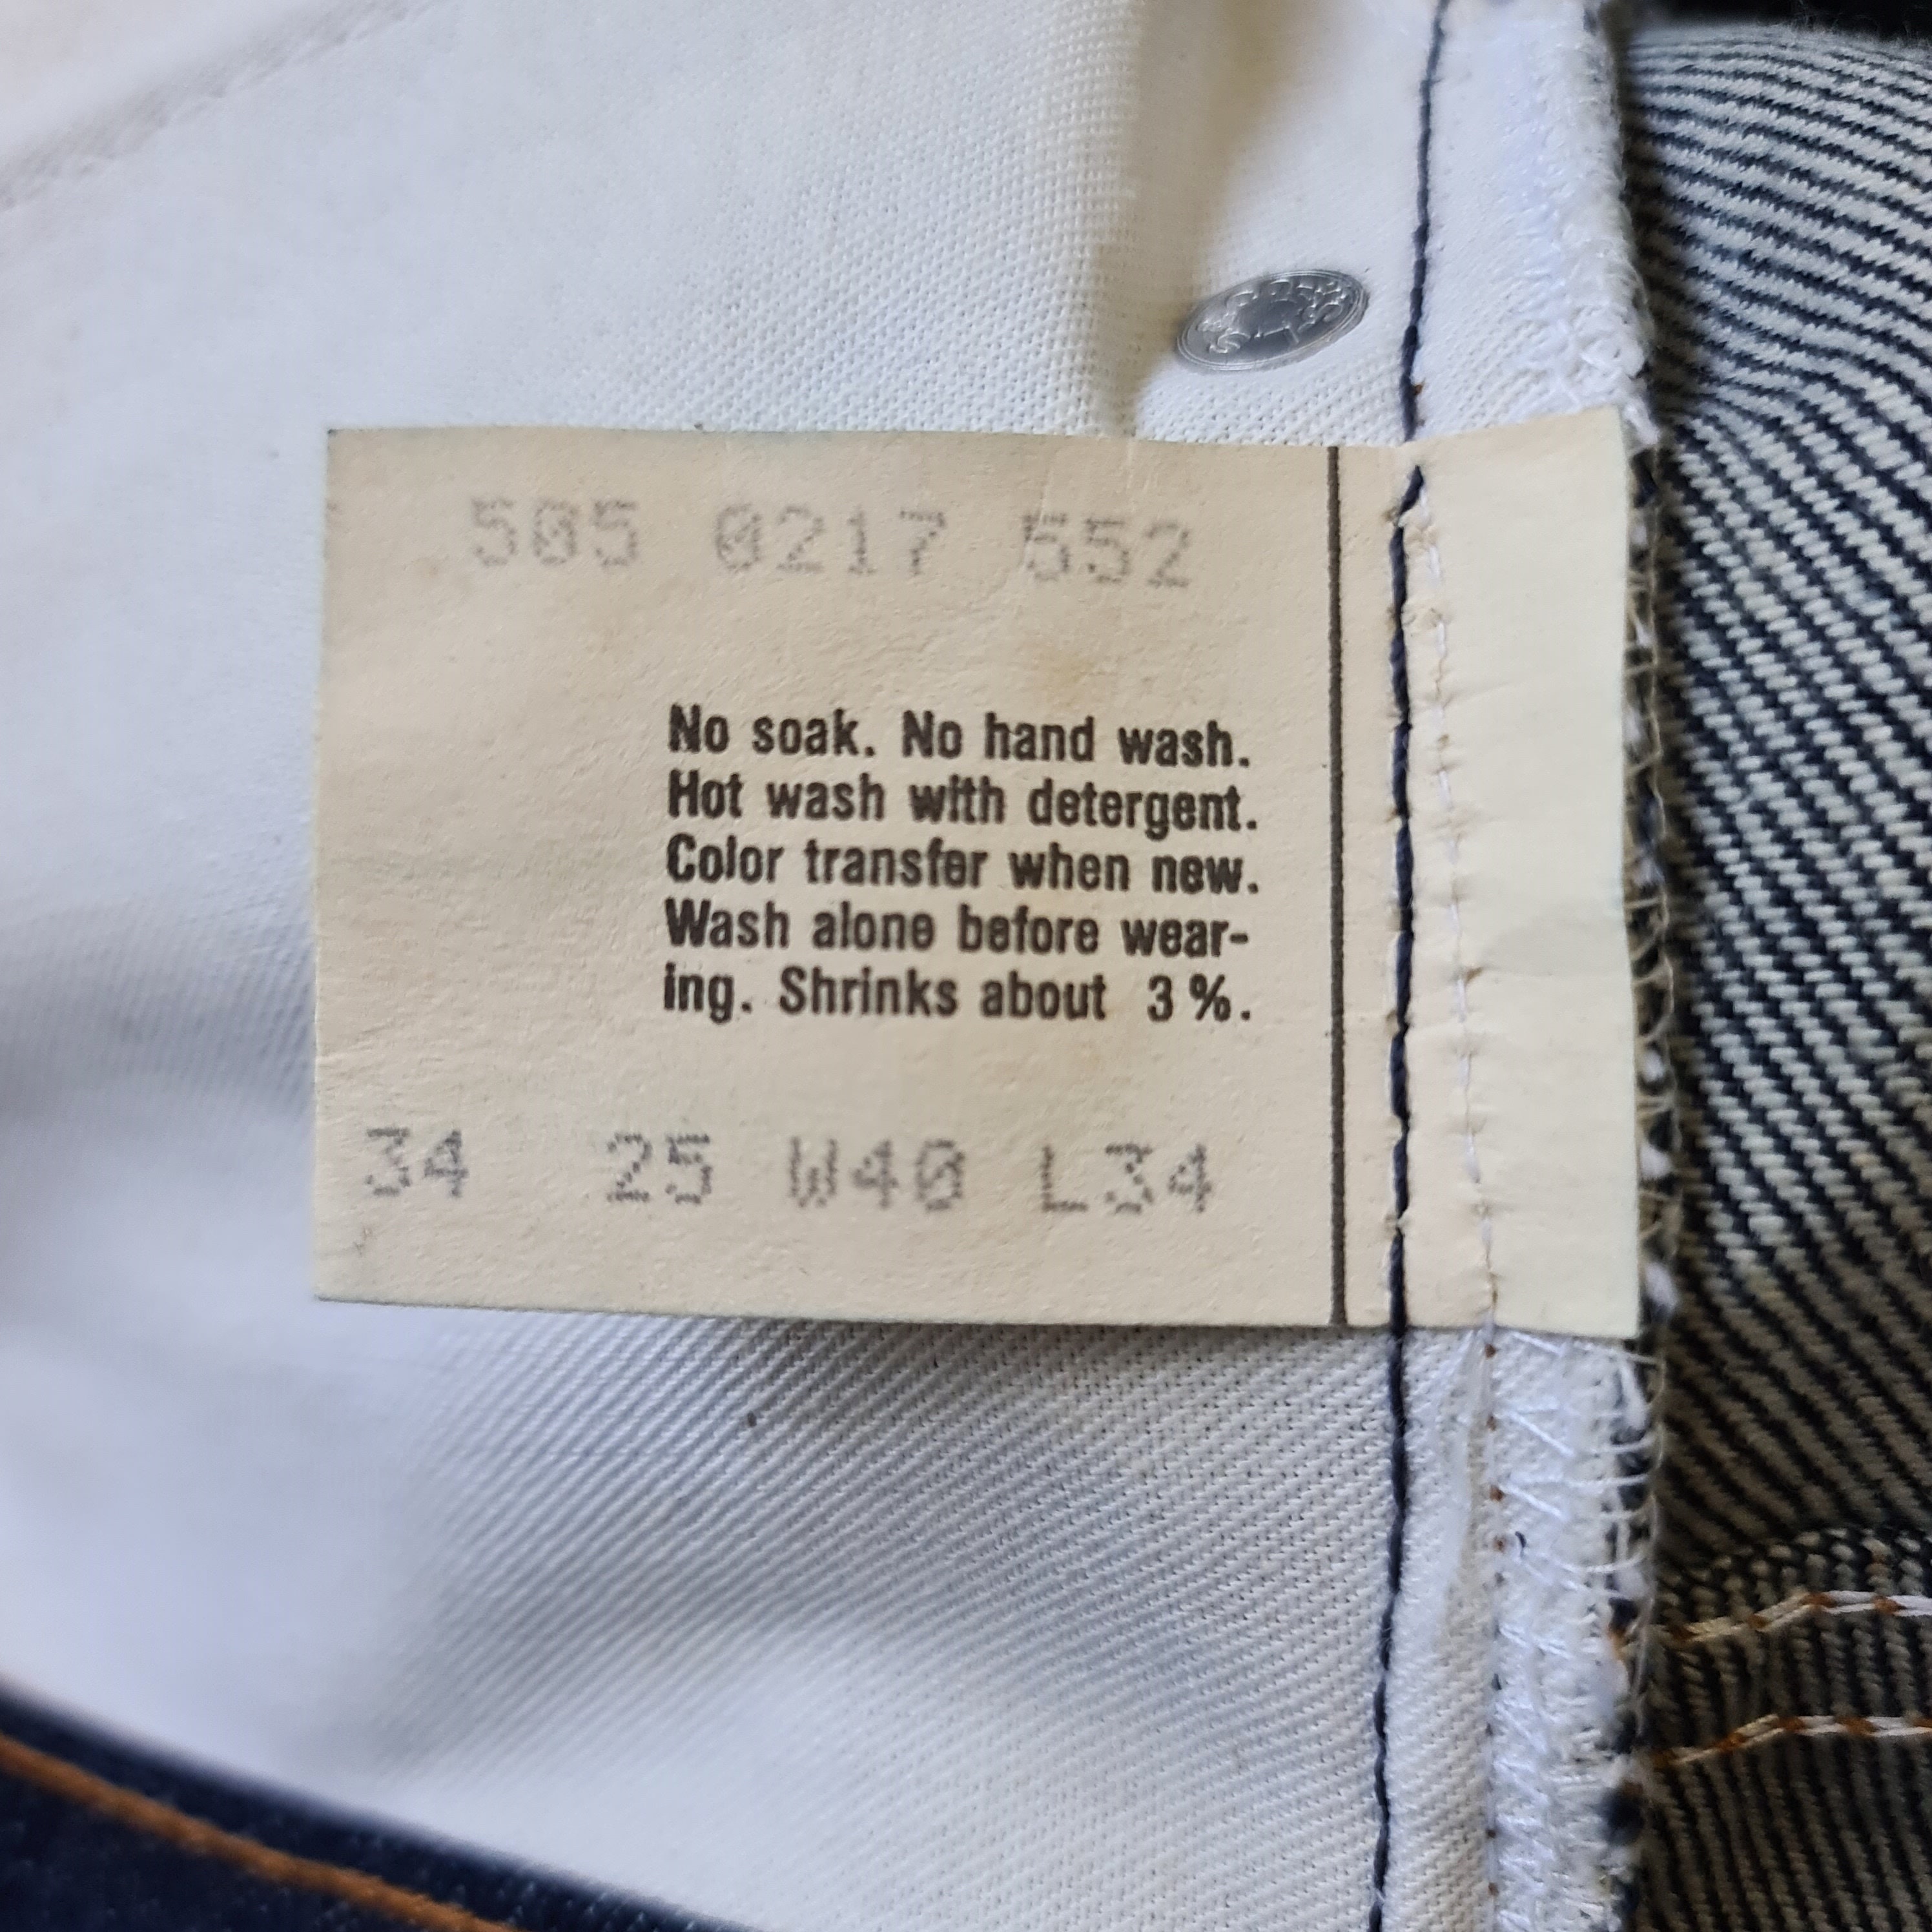 505 0217 552
No soak. No hand wash.
Hot wash with detergent.
Color transfer when new.
Wash alone before wear-
ing. Shrinks about 3%.
34 25 W40 L34